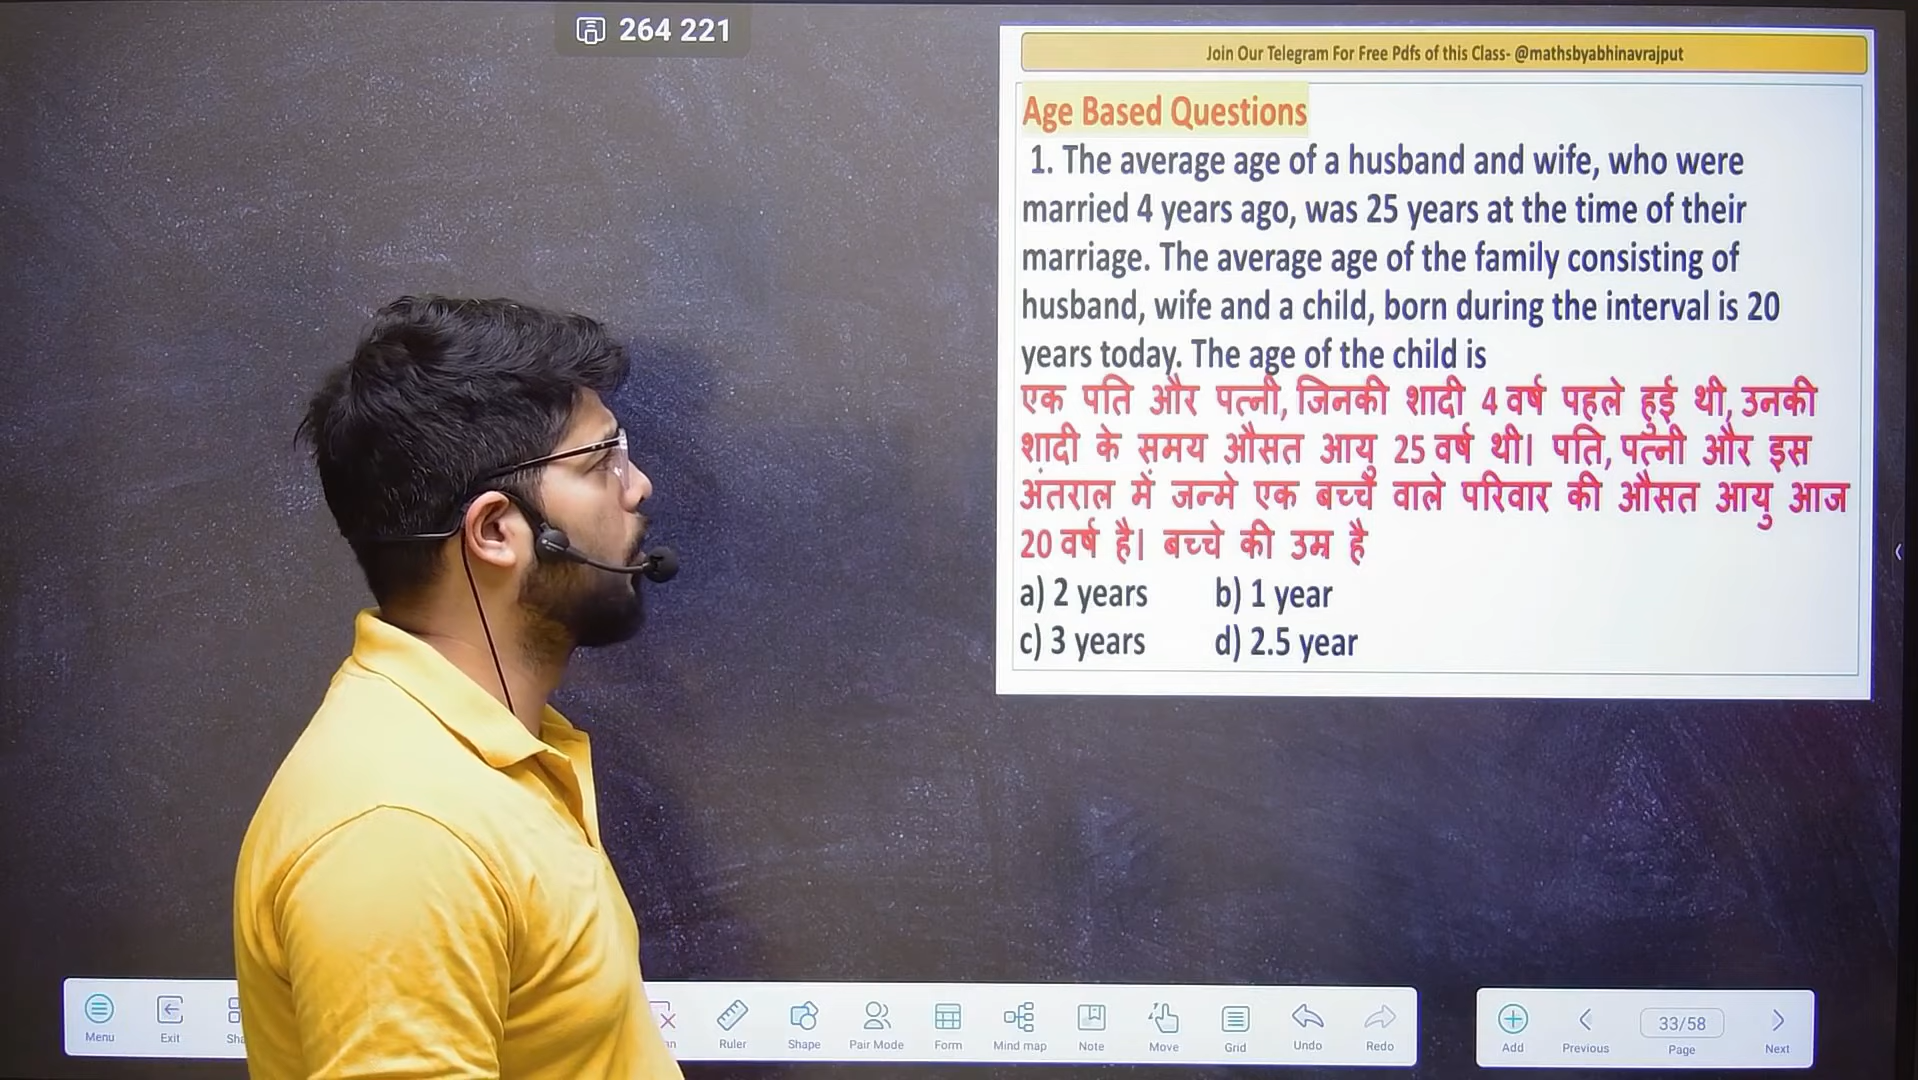 264 221
Join Our Telegram For Free Pdfs of this Class- @mathsbyabhinavrajput
Age Based Questions
1. The average age of a husband and wife, who were
married 4 years ago, was 25 years at the time of their
marriage. The average age of the family consisting of
husband, wife and a child, born during the interval is 20
years today. The age of the child is
एक पति और पत्नी, जिनकी शादी 4 वर्ष पहले हुई थी, उनकी
शादी के समय औसत आयु 25 वर्ष थी। पति, पत्नी और इस
अंतराल में जन्मे एक बच्चे वाले परिवार की औसत आयु आज
20 वर्ष है। बच्चे की उम्र है
a) 2 years b) 1 year
c) 3 years d) 2.5 year
Menu Exit Ruler Shape Pair Mode Form Mind map Note Move Grid Undo Redo Add Previous 33/58 Page Next